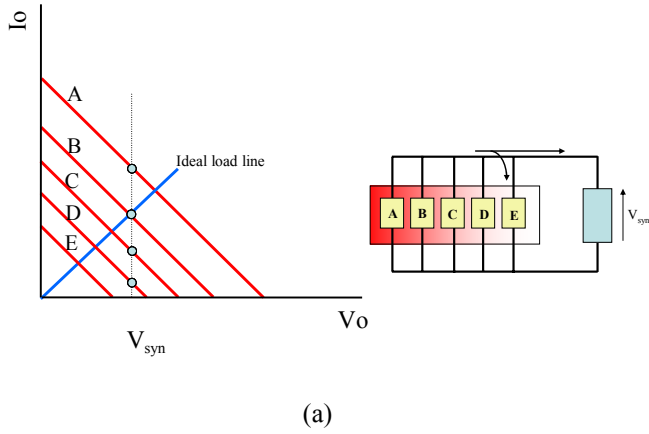 Io
A
B
C
D
E
Ideal load line
Vo
Vsyn
A B C D E
Vsyn
(a)